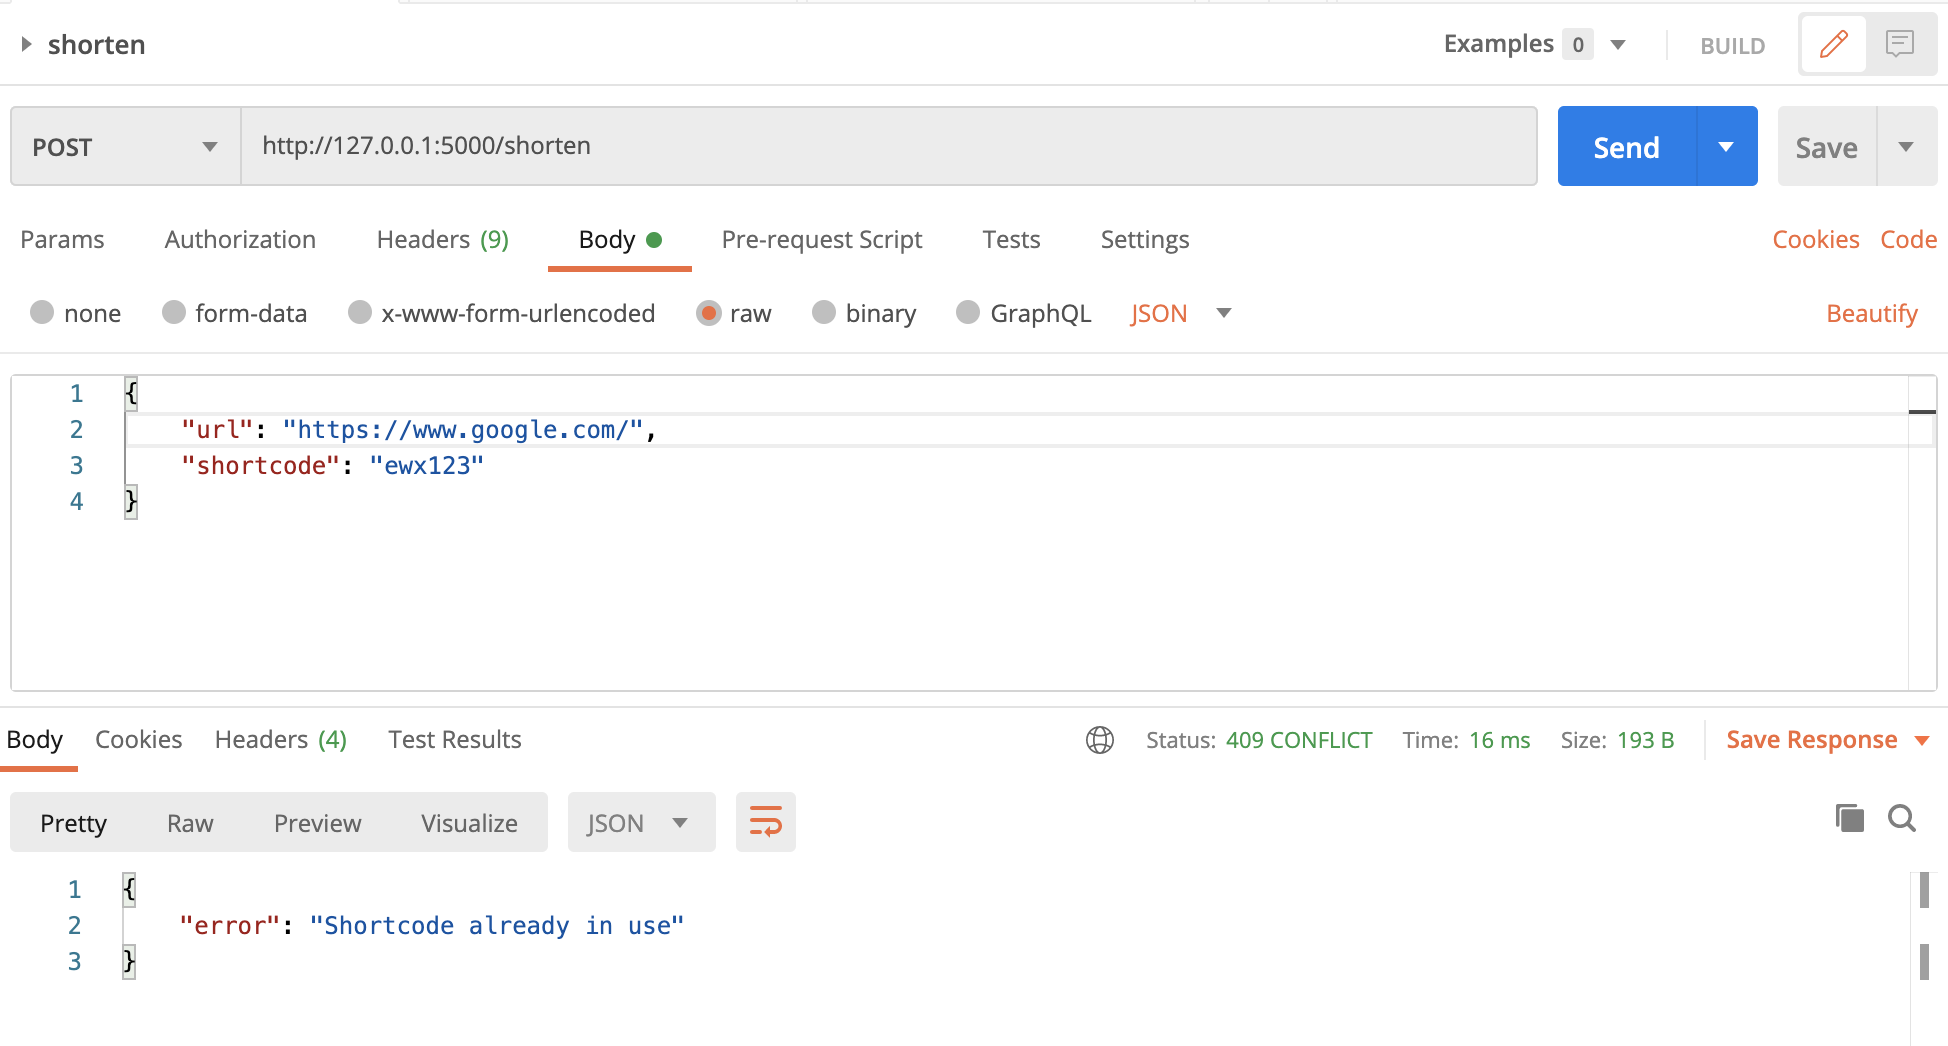 shorten Examples 0 BUILD
POST http://127.0.0.1:5000/shorten Send Save
Params Authorization Headers (9) Body Pre-request Script Tests Settings Cookies Code
none form-data x-www-form-urlencoded raw binary GraphQL JSON Beautify
1 {
2 "url": "https://www.google.com/",
3 "shortcode": "ewx123"
4 }
Body Cookies Headers (4) Test Results Status: 409 CONFLICT Time: 16 ms Size: 193 B Save Response
Pretty Raw Preview Visualize JSON
1 {
2 "error": "Shortcode already in use"
3 }